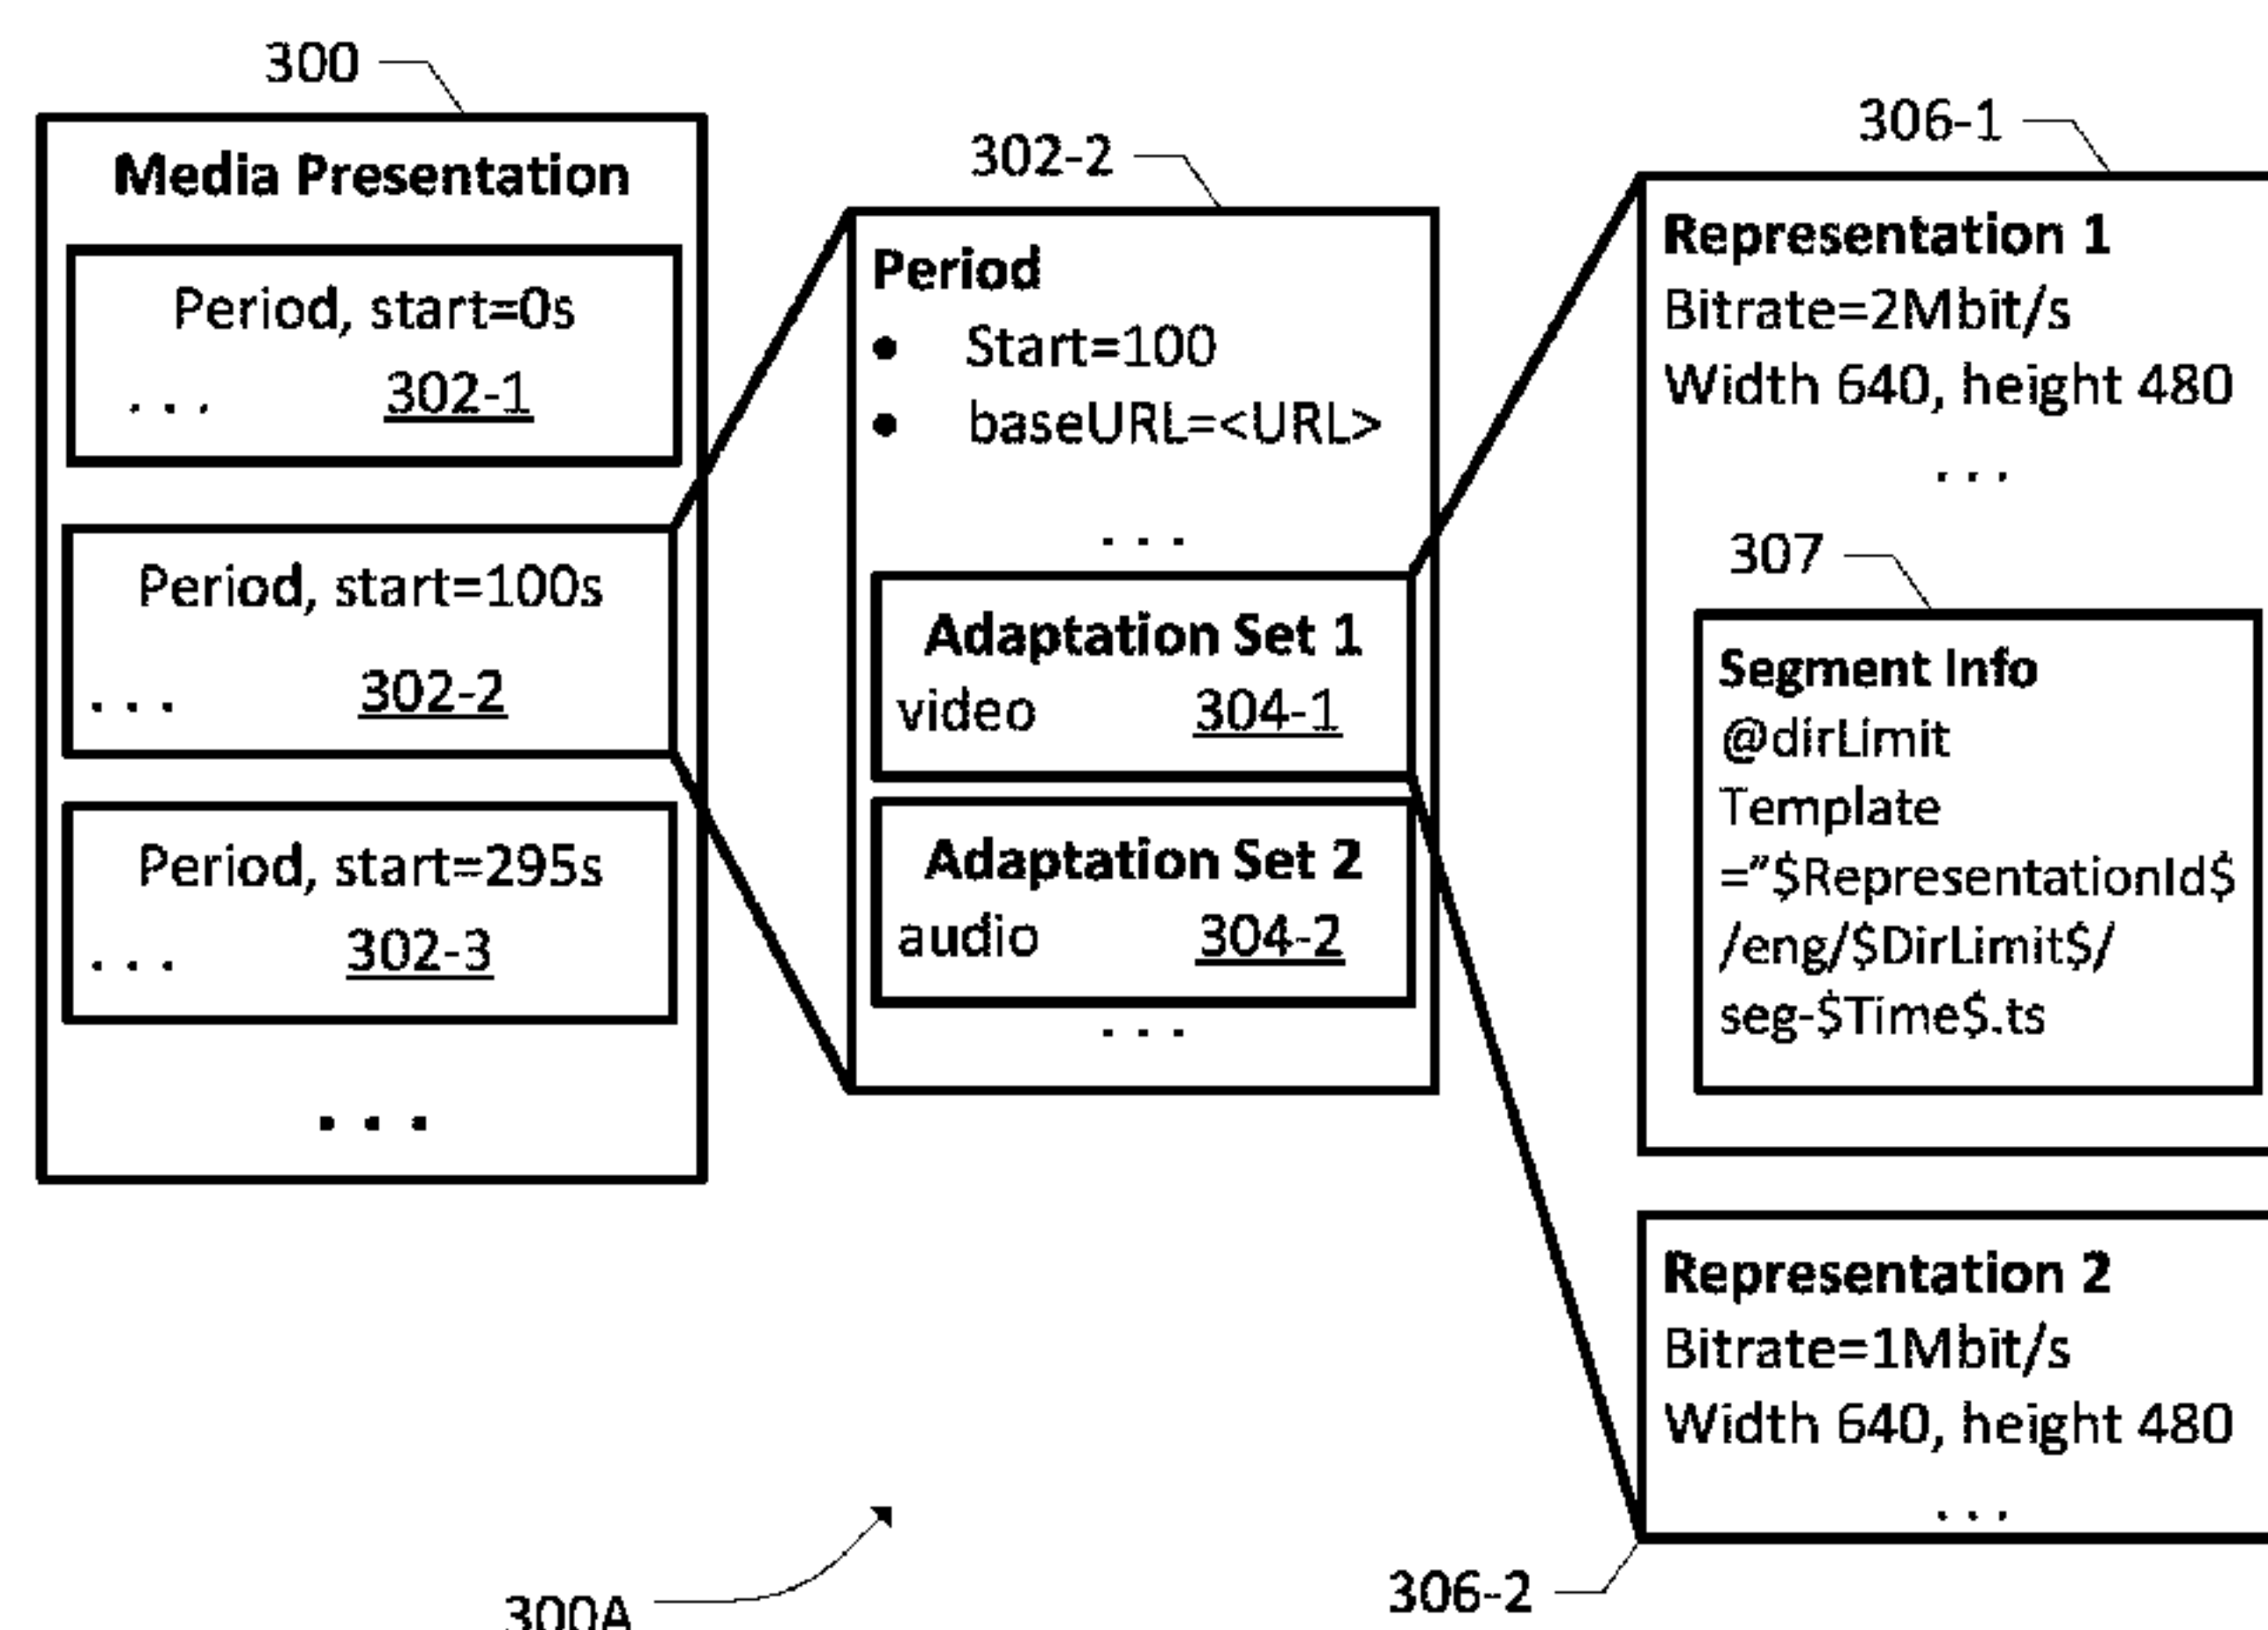 300
Media Presentation
Period, start=0s
. . . 302-1
Period, start=100s
. . . 302-2
Period, start=295s
. . . 302-3
. . .
302-2
Period
• Start=100
• baseURL=<URL>
. . .
Adaptation Set 1
video 304-1
Adaptation Set 2
audio 304-2
. . .
306-1
Representation 1
Bitrate=2Mbit/s
Width 640, height 480
. . .
307
Segment Info
@dirLimit
Template
=”$RepresentationId$
/eng/$DirLimit$/
seg-$Time$.ts
Representation 2
Bitrate=1Mbit/s
Width 640, height 480
. . .
306-2
300A